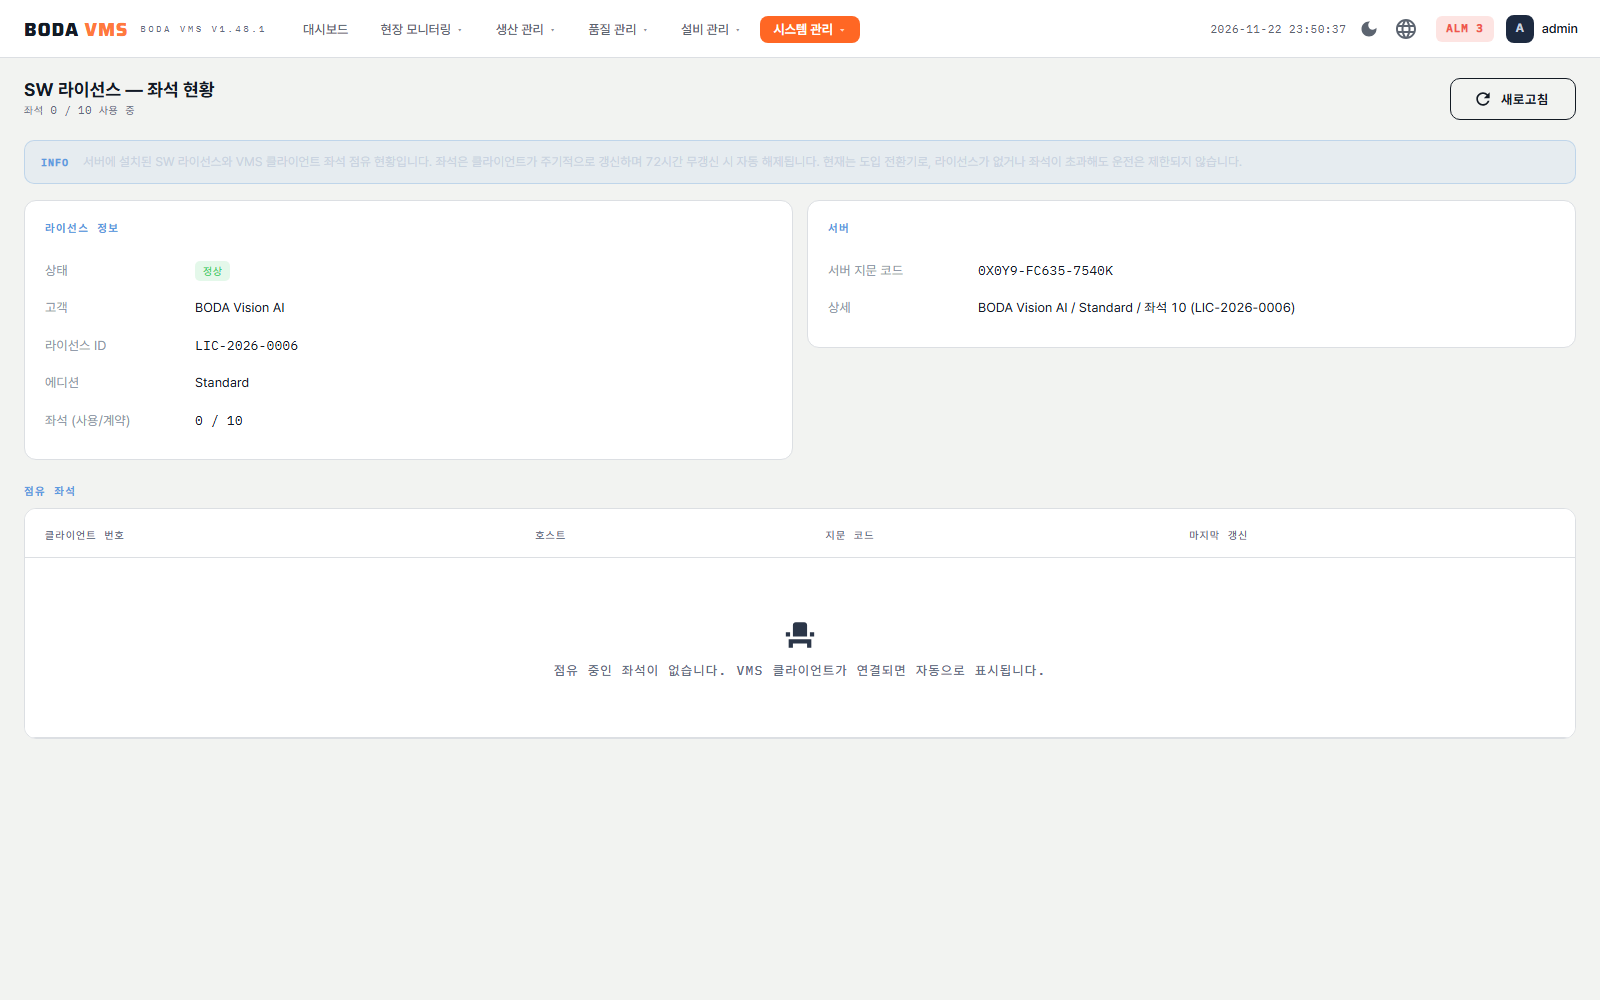 BODA VMS BODA VMS V1.48.1 대시보드 현장 모니터링 생산 관리 품질 관리 설비 관리 시스템 관리 2026-11-22 23:50:37 ALM 3 A admin
SW 라이선스 — 좌석 현황
좌석 0 / 10 사용 중
새로고침
INFO 서버에 설치된 SW 라이선스와 VMS 클라이언트 좌석 점유 현황입니다. 좌석은 클라이언트가 주기적으로 갱신하며 72시간 무갱신 시 자동 해제됩니다. 현재는 도입 전환기로, 라이선스가 없거나 좌석이 초과해도 운전은 제한되지 않습니다.
라이선스 정보
상태 정상
고객 BODA Vision AI
라이선스 ID LIC-2026-0006
에디션 Standard
좌석 (사용/계약) 0 / 10
서버
서버 지문 코드 0X0Y9-FC635-7540K
상세 BODA Vision AI / Standard / 좌석 10 (LIC-2026-0006)
점유 좌석
클라이언트 번호 호스트 지문 코드 마지막 갱신
점유 중인 좌석이 없습니다. VMS 클라이언트가 연결되면 자동으로 표시됩니다.